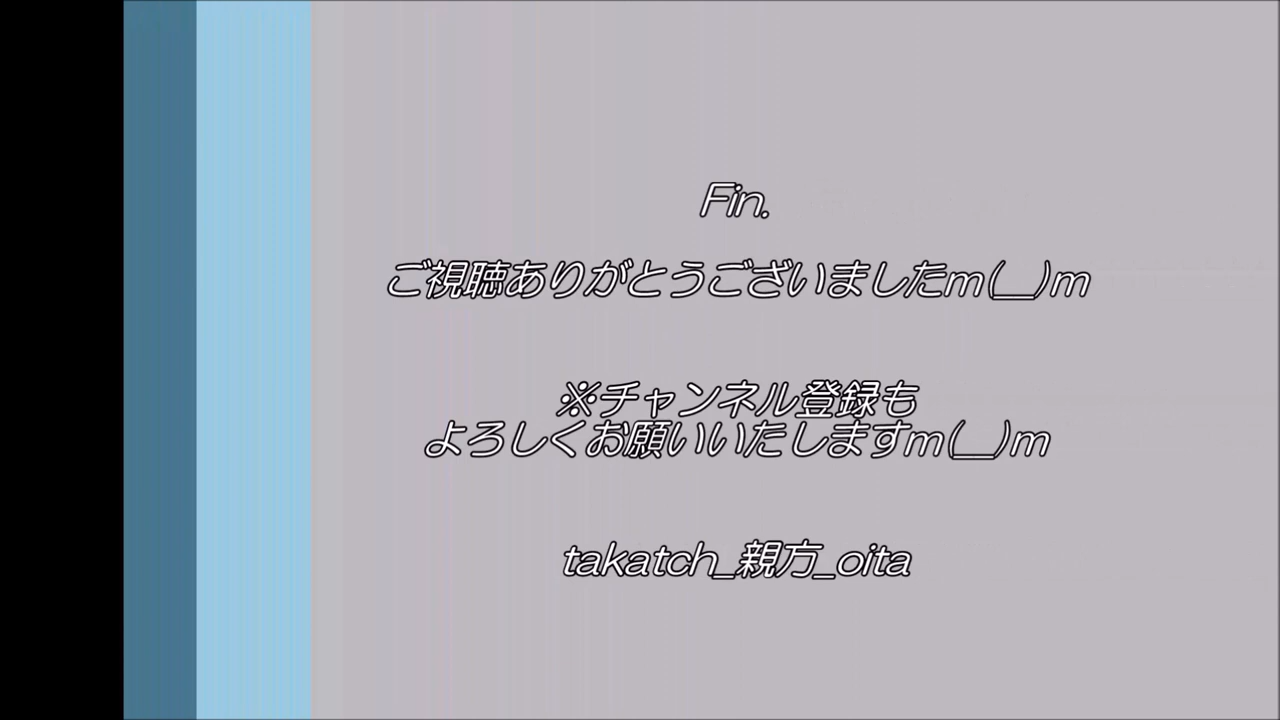 Fin.
ご視聴ありがとうございましたm(__)m
※チャンネル登録も
よろしくお願いいたしますm(__)m
takatch_親方_oita